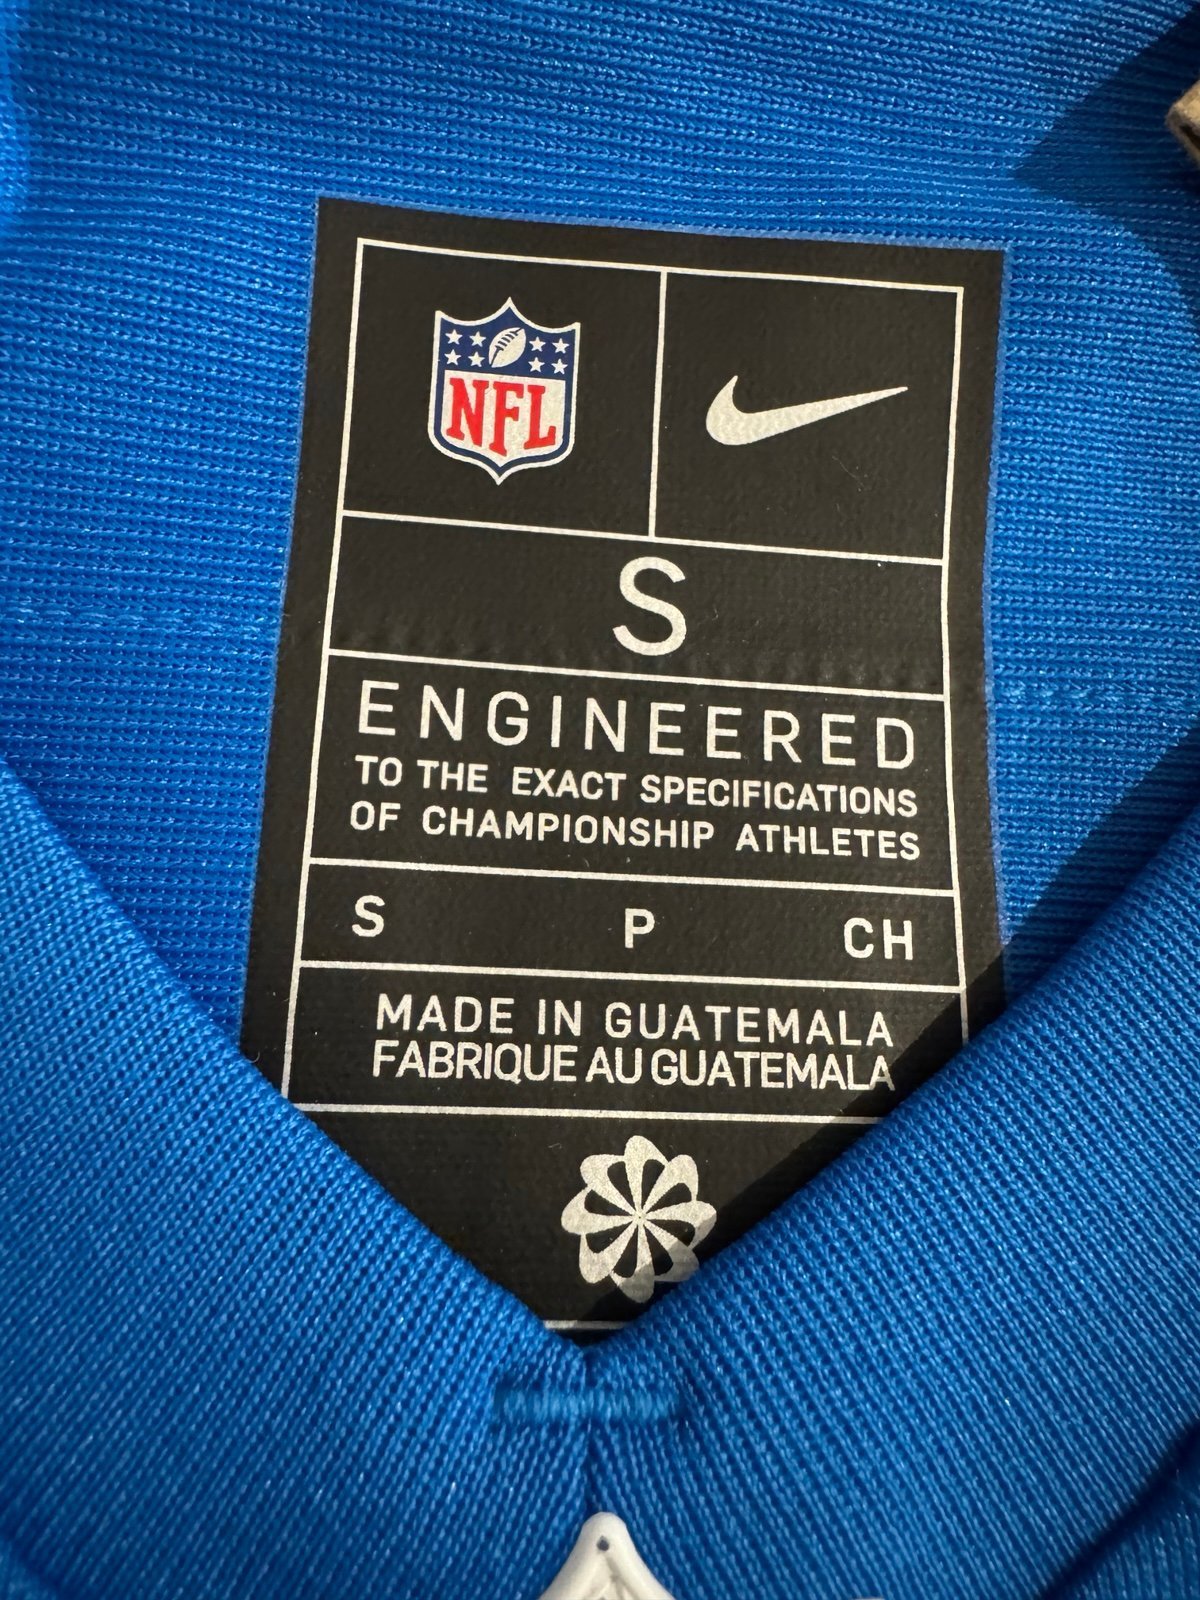 NFL
S
ENGINEERED
TO THE EXACT SPECIFICATIONS
OF CHAMPIONSHIP ATHLETES
S P CH
MADE IN GUATEMALA
FABRIQUE AU GUATEMALA